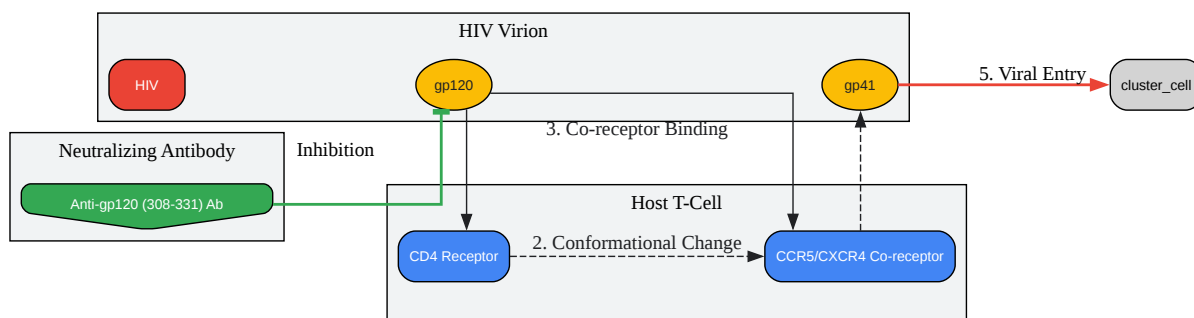 HIV Virion
HIV
gp120
gp41
5. Viral Entry
cluster_cell
3. Co-receptor Binding
Neutralizing Antibody
Inhibition
Anti-gp120 (308-331) Ab
Host T-Cell
CD4 Receptor
2. Conformational Change
CCR5/CXCR4 Co-receptor